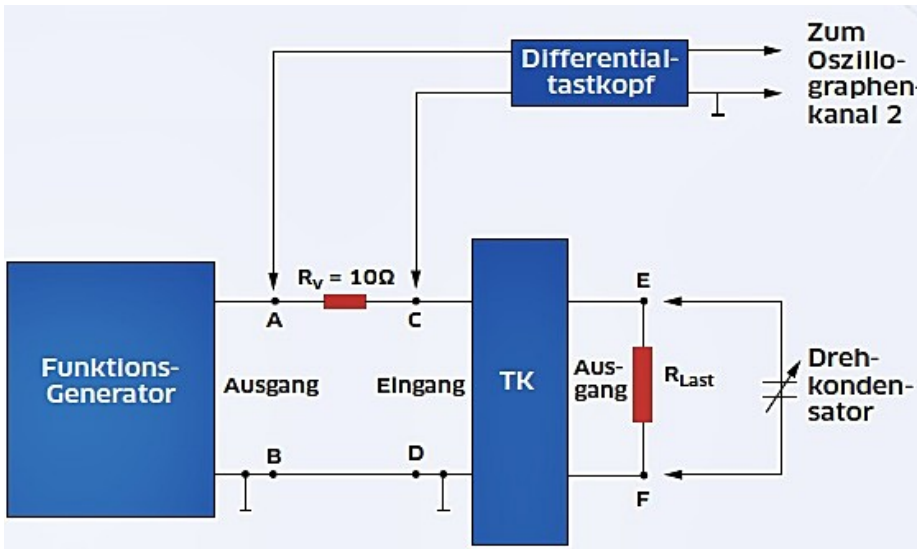 Differential-
tastkopf
Zum
Oszillo-
graphen-
kanal 2
Rv = 10Ω
A
C
E
Funktions-
Generator
Ausgang
Eingang
TK
Aus-
gang
RLast
Dreh-
konden-
sator
B
D
F